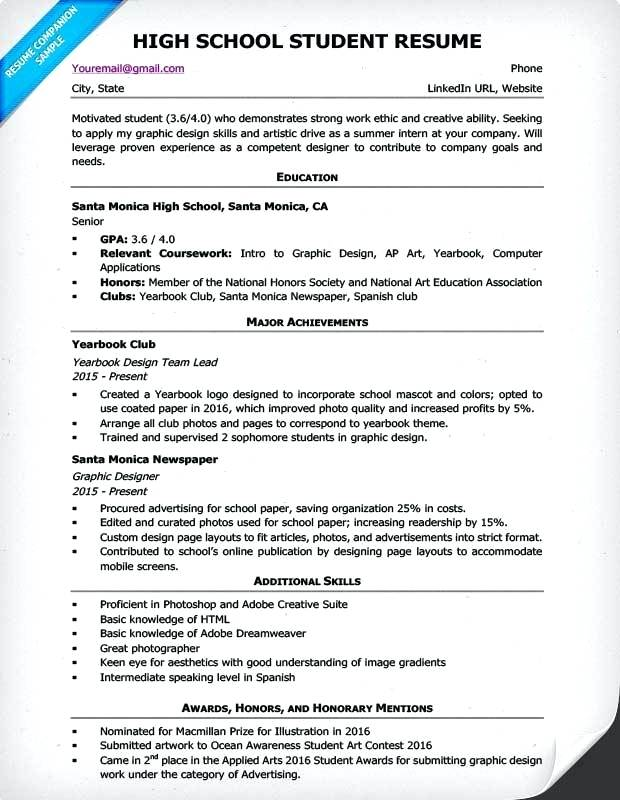 RESUME COMPANION
SAMPLE
HIGH SCHOOL STUDENT RESUME
Youremail@gmail.com Phone
City, State LinkedIn URL, Website
Motivated student (3.6/4.0) who demonstrates strong work ethic and creative ability. Seeking
to apply my graphic design skills and artistic drive as a summer intern at your company. Will
leverage proven experience as a competent designer to contribute to company goals and
needs.
EDUCATION
Santa Monica High School, Santa Monica, CA
Senior
▪ GPA: 3.6 / 4.0
▪ Relevant Coursework: Intro to Graphic Design, AP Art, Yearbook, Computer
Applications
▪ Honors: Member of the National Honors Society and National Art Education Association
▪ Clubs: Yearbook Club, Santa Monica Newspaper, Spanish club
MAJOR ACHIEVEMENTS
Yearbook Club
Yearbook Design Team Lead
2015 - Present
▪ Created a Yearbook logo designed to incorporate school mascot and colors; opted to
use coated paper in 2016, which improved photo quality and increased profits by 5%.
▪ Arrange all club photos and pages to correspond to yearbook theme.
▪ Trained and supervised 2 sophomore students in graphic design.
Santa Monica Newspaper
Graphic Designer
2015 - Present
▪ Procured advertising for school paper, saving organization 25% in costs.
▪ Edited and curated photos used for school paper; increasing readership by 15%.
▪ Custom design page layouts to fit articles, photos, and advertisements into strict format.
▪ Contributed to school's online publication by designing page layouts to accommodate
mobile screens.
ADDITIONAL SKILLS
▪ Proficient in Photoshop and Adobe Creative Suite
▪ Basic knowledge of HTML
▪ Basic knowledge of Adobe Dreamweaver
▪ Great photographer
▪ Keen eye for aesthetics with good understanding of image gradients
▪ Intermediate speaking level in Spanish
AWARDS, HONORS, AND HONORARY MENTIONS
▪ Nominated for Macmillan Prize for Illustration in 2016
▪ Submitted artwork to Ocean Awareness Student Art Contest 2016
▪ Came in 2nd place in the Applied Arts 2016 Student Awards for submitting graphic design
work under the category of Advertising.